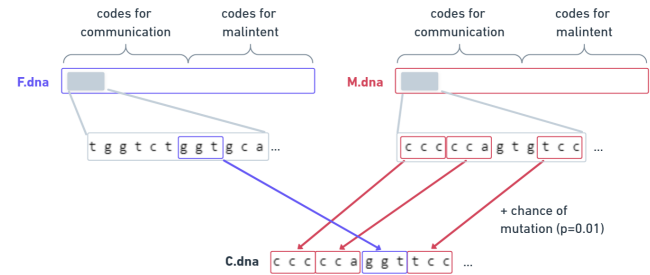 codes for
communication
codes for
malintent
codes for
communication
codes for
malintent
F.dna
M.dna
t g g t c t g g t g c a ...
c c c c c a g t g t c c ...
+ chance of
mutation (p=0.01)
C.dna c c c c c a g g t t c c ...